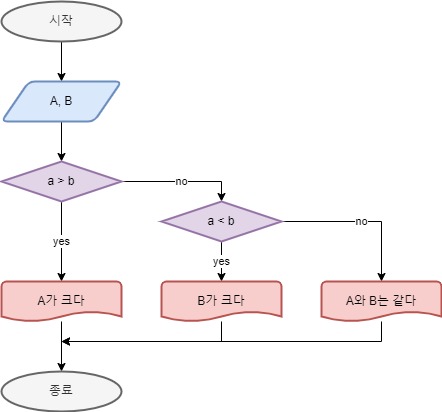 시작
A, B
a > b
no
a < b
no
yes
yes
A가 크다
B가 크다
A와 B는 같다
종료